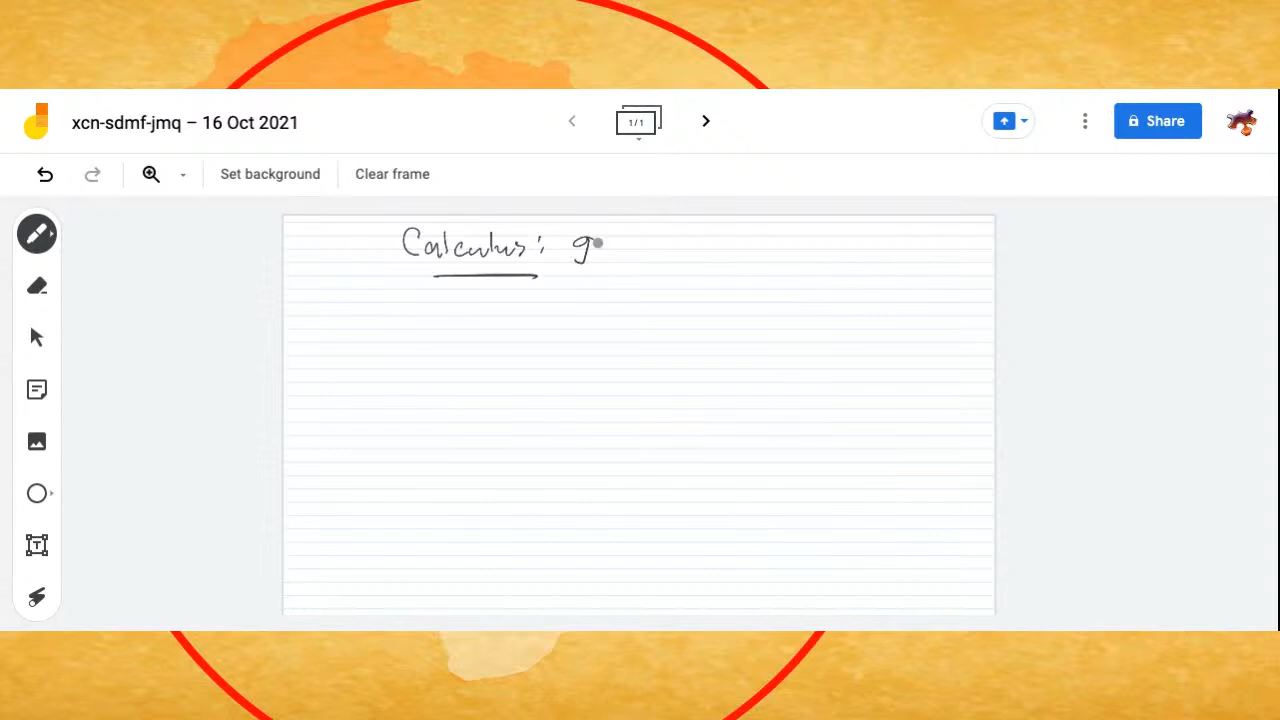 xcn-sdmf-jmq – 16 Oct 2021
1/1
Share
Set background
Clear frame
Calculus: g
T